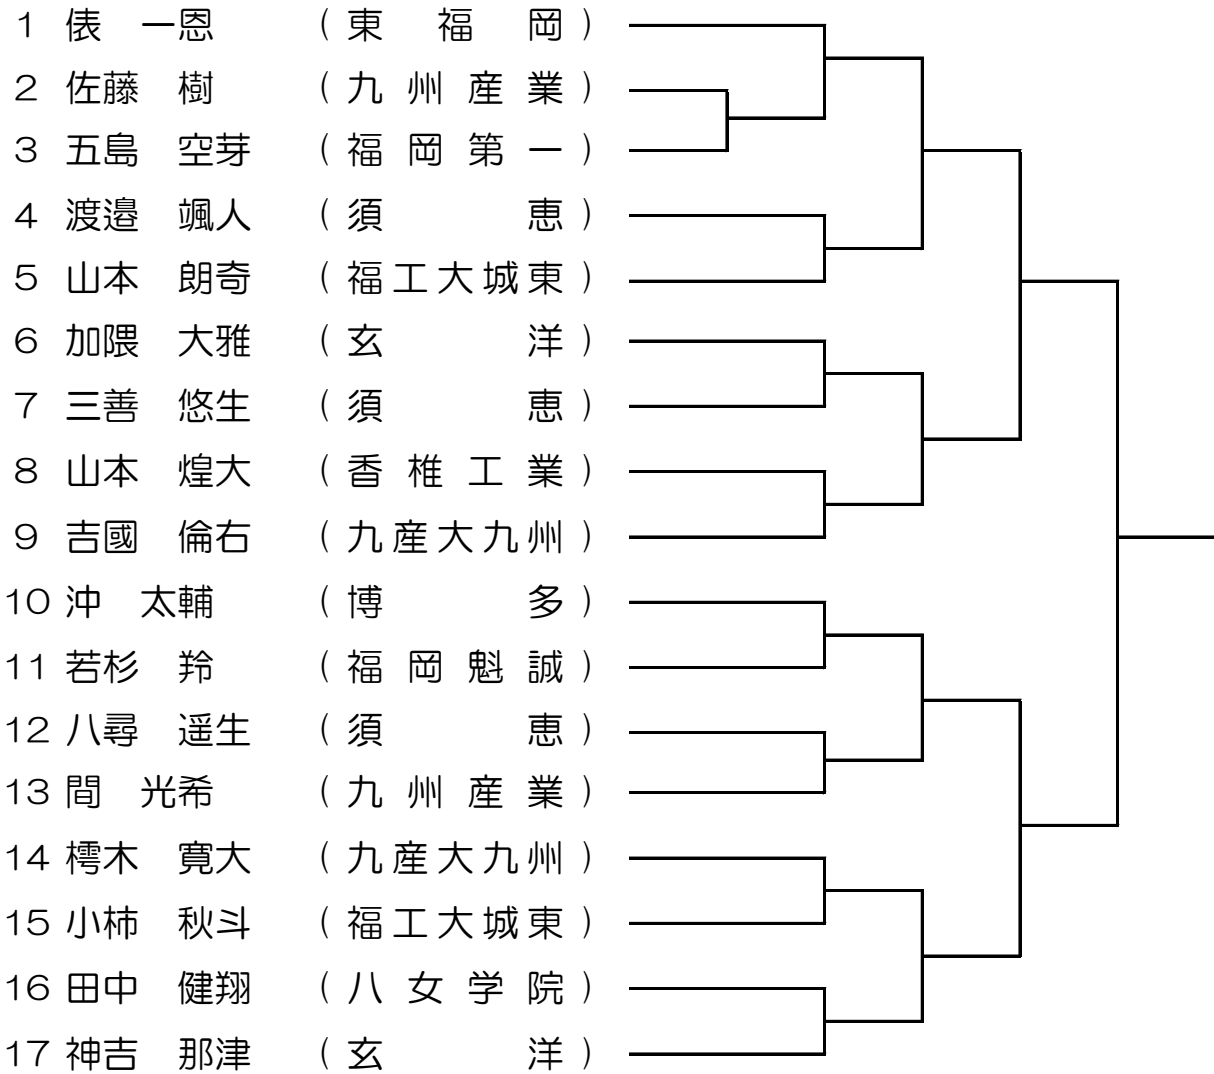 1 俵　一恩 （東福岡）
2 佐藤　樹 （九州産業）
3 五島　空芽 （福岡第一）
4 渡邉　颯人 （須恵）
5 山本　朗奇 （福工大城東）
6 加隈　大雅 （玄洋）
7 三善　悠生 （須恵）
8 山本　煌大 （香椎工業）
9 吉國　倫右 （九産大九州）
10 沖　太輔 （博多）
11 若杉　羚 （福岡魁誠）
12 八尋　遥生 （須恵）
13 間　光希 （九州産業）
14 樗木　寛大 （九産大九州）
15 小柿　秋斗 （福工大城東）
16 田中　健翔 （八女学院）
17 神吉　那津 （玄洋）